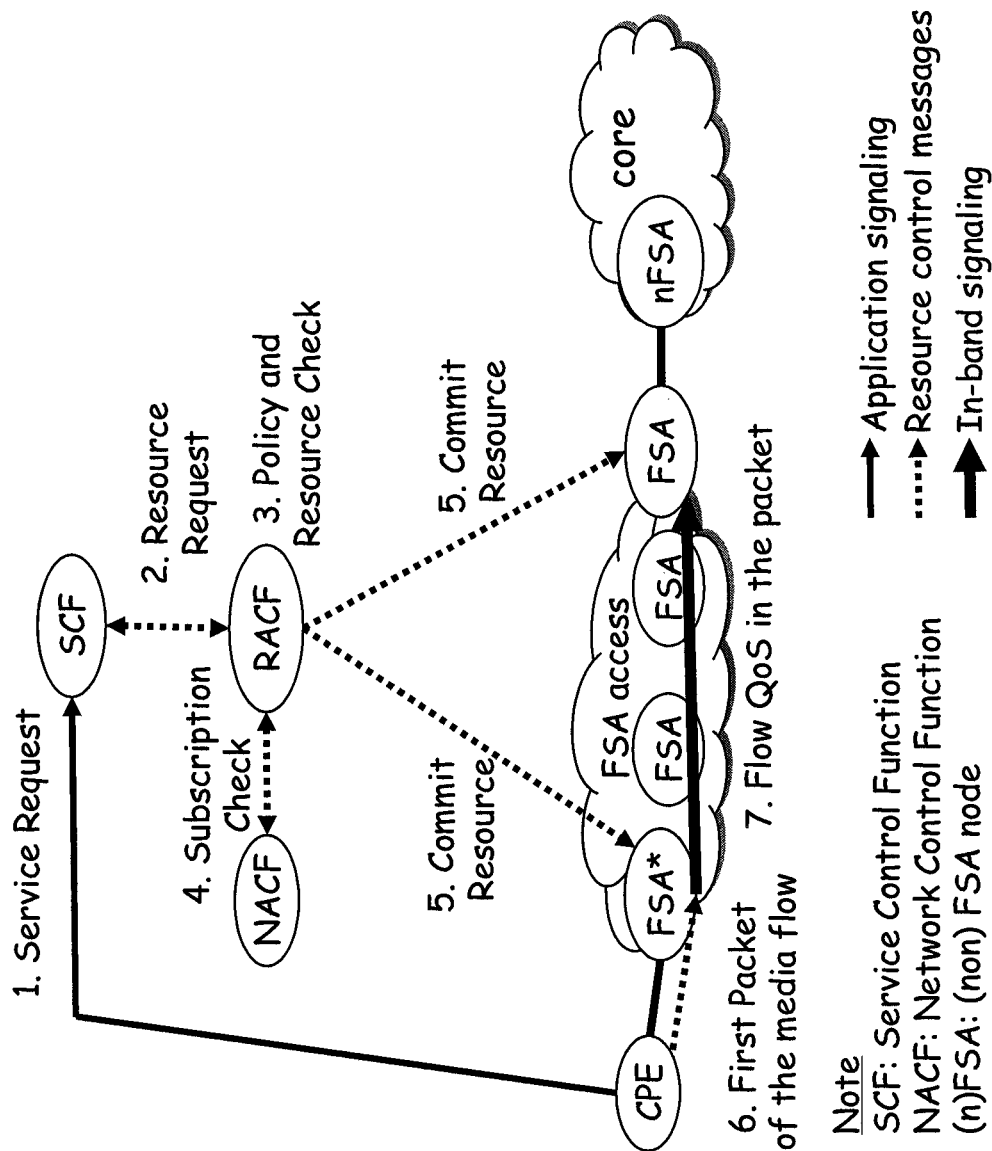 1. Service Request
SCF
2. Resource
Request
4. Subscription
Check
NACF
RACF
3. Policy and
Resource Check
5. Commit
Resource
5. Commit
Resource
FSA access
core
CPE
FSA*
FSA
FSA
FSA
nFSA
6. First Packet
of the media flow
7. Flow QoS in the packet
Note
SCF: Service Control Function
NACF: Network Control Function
(n)FSA: (non) FSA node
Application signaling
Resource control messages
In-band signaling